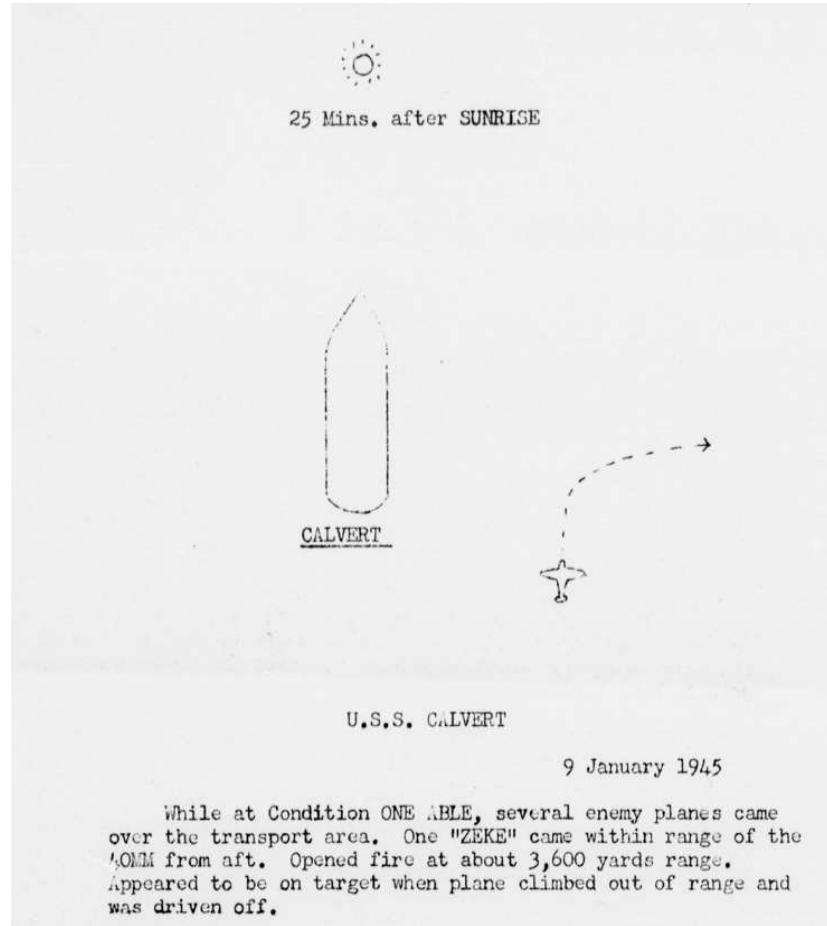 25 Mins. after SUNRISE
CALVERT
U.S.S. CALVERT
9 January 1945
While at Condition ONE ABLE, several enemy planes came
over the transport area. One "ZEKE" came within range of the
40MM from aft. Opened fire at about 3,600 yards range.
Appeared to be on target when plane climbed out of range and
was driven off.